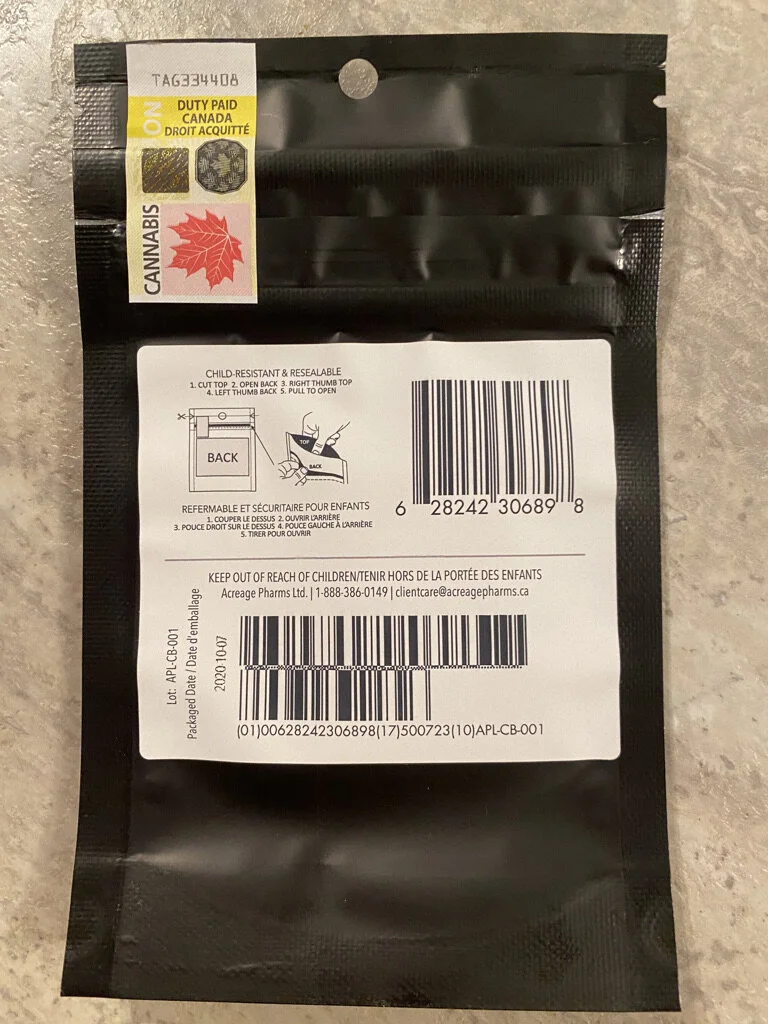 TAG334408
ON
DUTY PAID
CANADA
DROIT ACQUITTÉ
CANNABIS
CHILD-RESISTANT & RESEALABLE
1. CUT TOP 2. OPEN BACK 3. RIGHT THUMB TOP
4. LEFT THUMB BACK 5. PULL TO OPEN
BACK
TOP
BACK
REFERMABLE ET SÉCURITAIRE POUR ENFANTS
1. COUPER LE DESSUS 2. OUVRIR L'ARRIÈRE
3. POUCE DROIT SUR LE DESSUS 4. POUCE GAUCHE À L'ARRIÈRE
5. TIRER POUR OUVRIR
6 28242 30689 8
KEEP OUT OF REACH OF CHILDREN/TENIR HORS DE LA PORTÉE DES ENFANTS
Acreage Pharms Ltd. | 1-888-386-0149 | clientcare@acreagepharms.ca
Lot: APL-CB-001
Packaged Date / Date d'emballage
2020-10-07
(01)00628242306898(17)500723(10)APL-CB-001